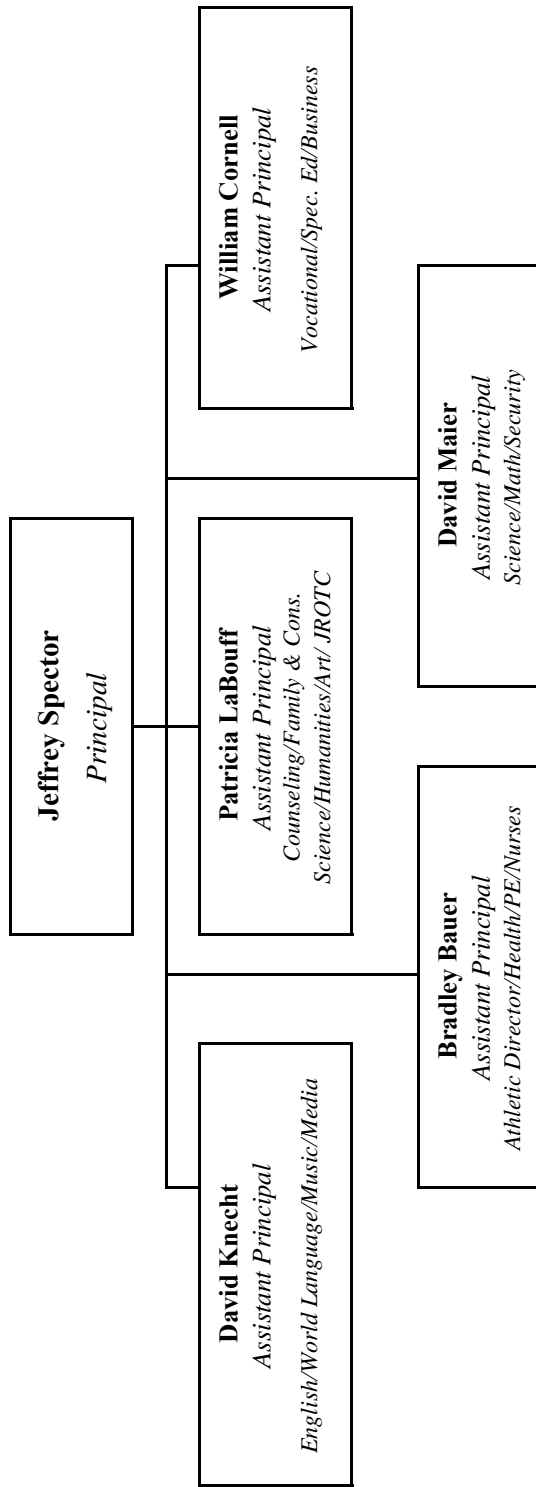 Jeffrey Spector
Principal
David Knecht
Assistant Principal
English/World Language/Music/Media
Patricia LaBouff
Assistant Principal
Counseling/Family & Cons.
Science/Humanities/Art/ JROTC
William Cornell
Assistant Principal
Vocational/Spec. Ed/Business
Bradley Bauer
Assistant Principal
Athletic Director/Health/PE/Nurses
David Maier
Assistant Principal
Science/Math/Security